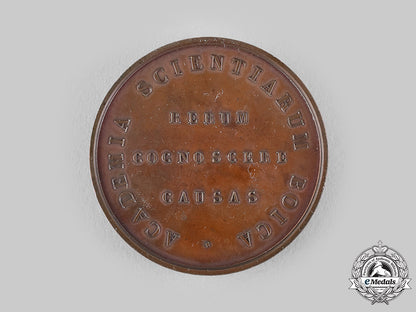 ACADEMIA SCIENTIARUM BOICA
RERUM
COGNOSCERE
CAUSAS
eMedals